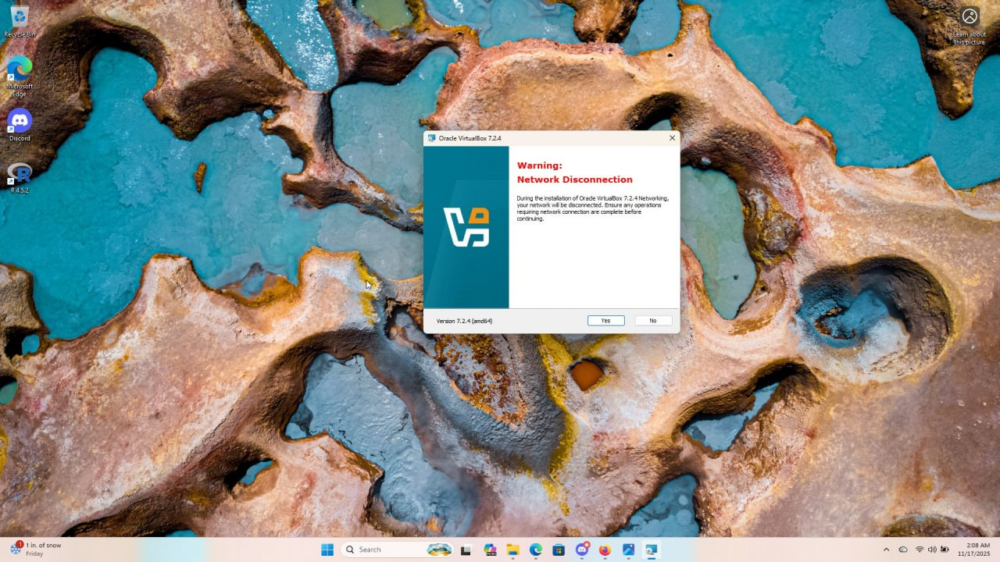 Recycle Bin
Microsoft
Edge
Discord
R 4.5.2
Learn about
this picture
Oracle VirtualBox 7.2.4
Warning:
Network Disconnection
During the installation of Oracle VirtualBox 7.2.4 Networking,
your network will be disconnected. Ensure any operations
requiring network connection are complete before
continuing.
Version 7.2.4 (amd64)
Yes
No
1
1 in. of snow
Friday
Search
2:08 AM
11/17/2025